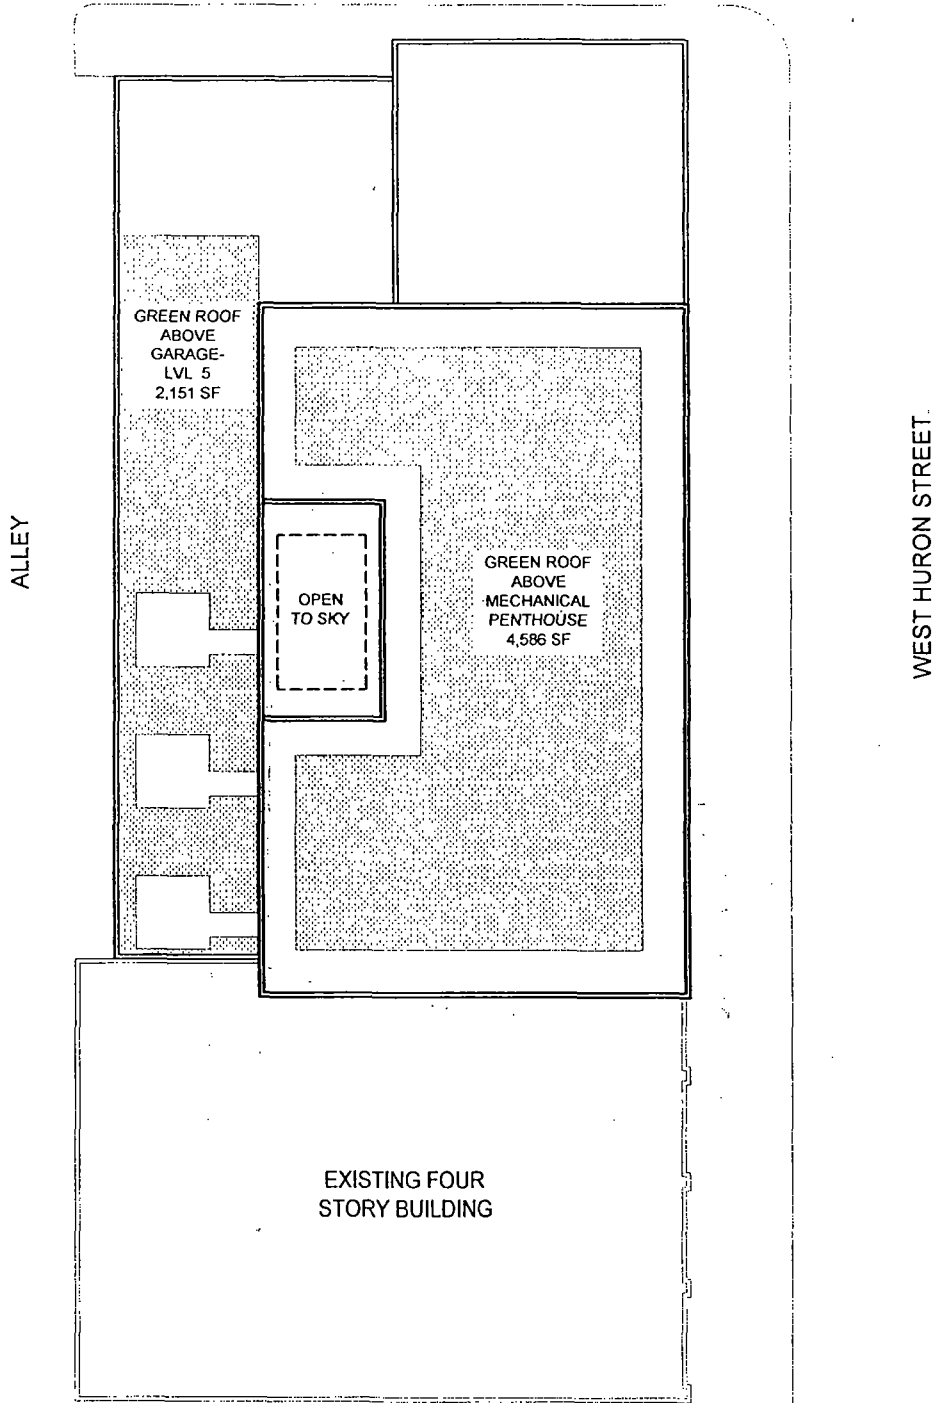 GREEN ROOF
ABOVE
GARAGE-
LVL 5
2,151 SF
ALLEY
OPEN
TO SKY
GREEN ROOF
ABOVE
MECHANICAL
PENTHOUSE
4,586 SF
WEST HURON STREET
EXISTING FOUR
STORY BUILDING